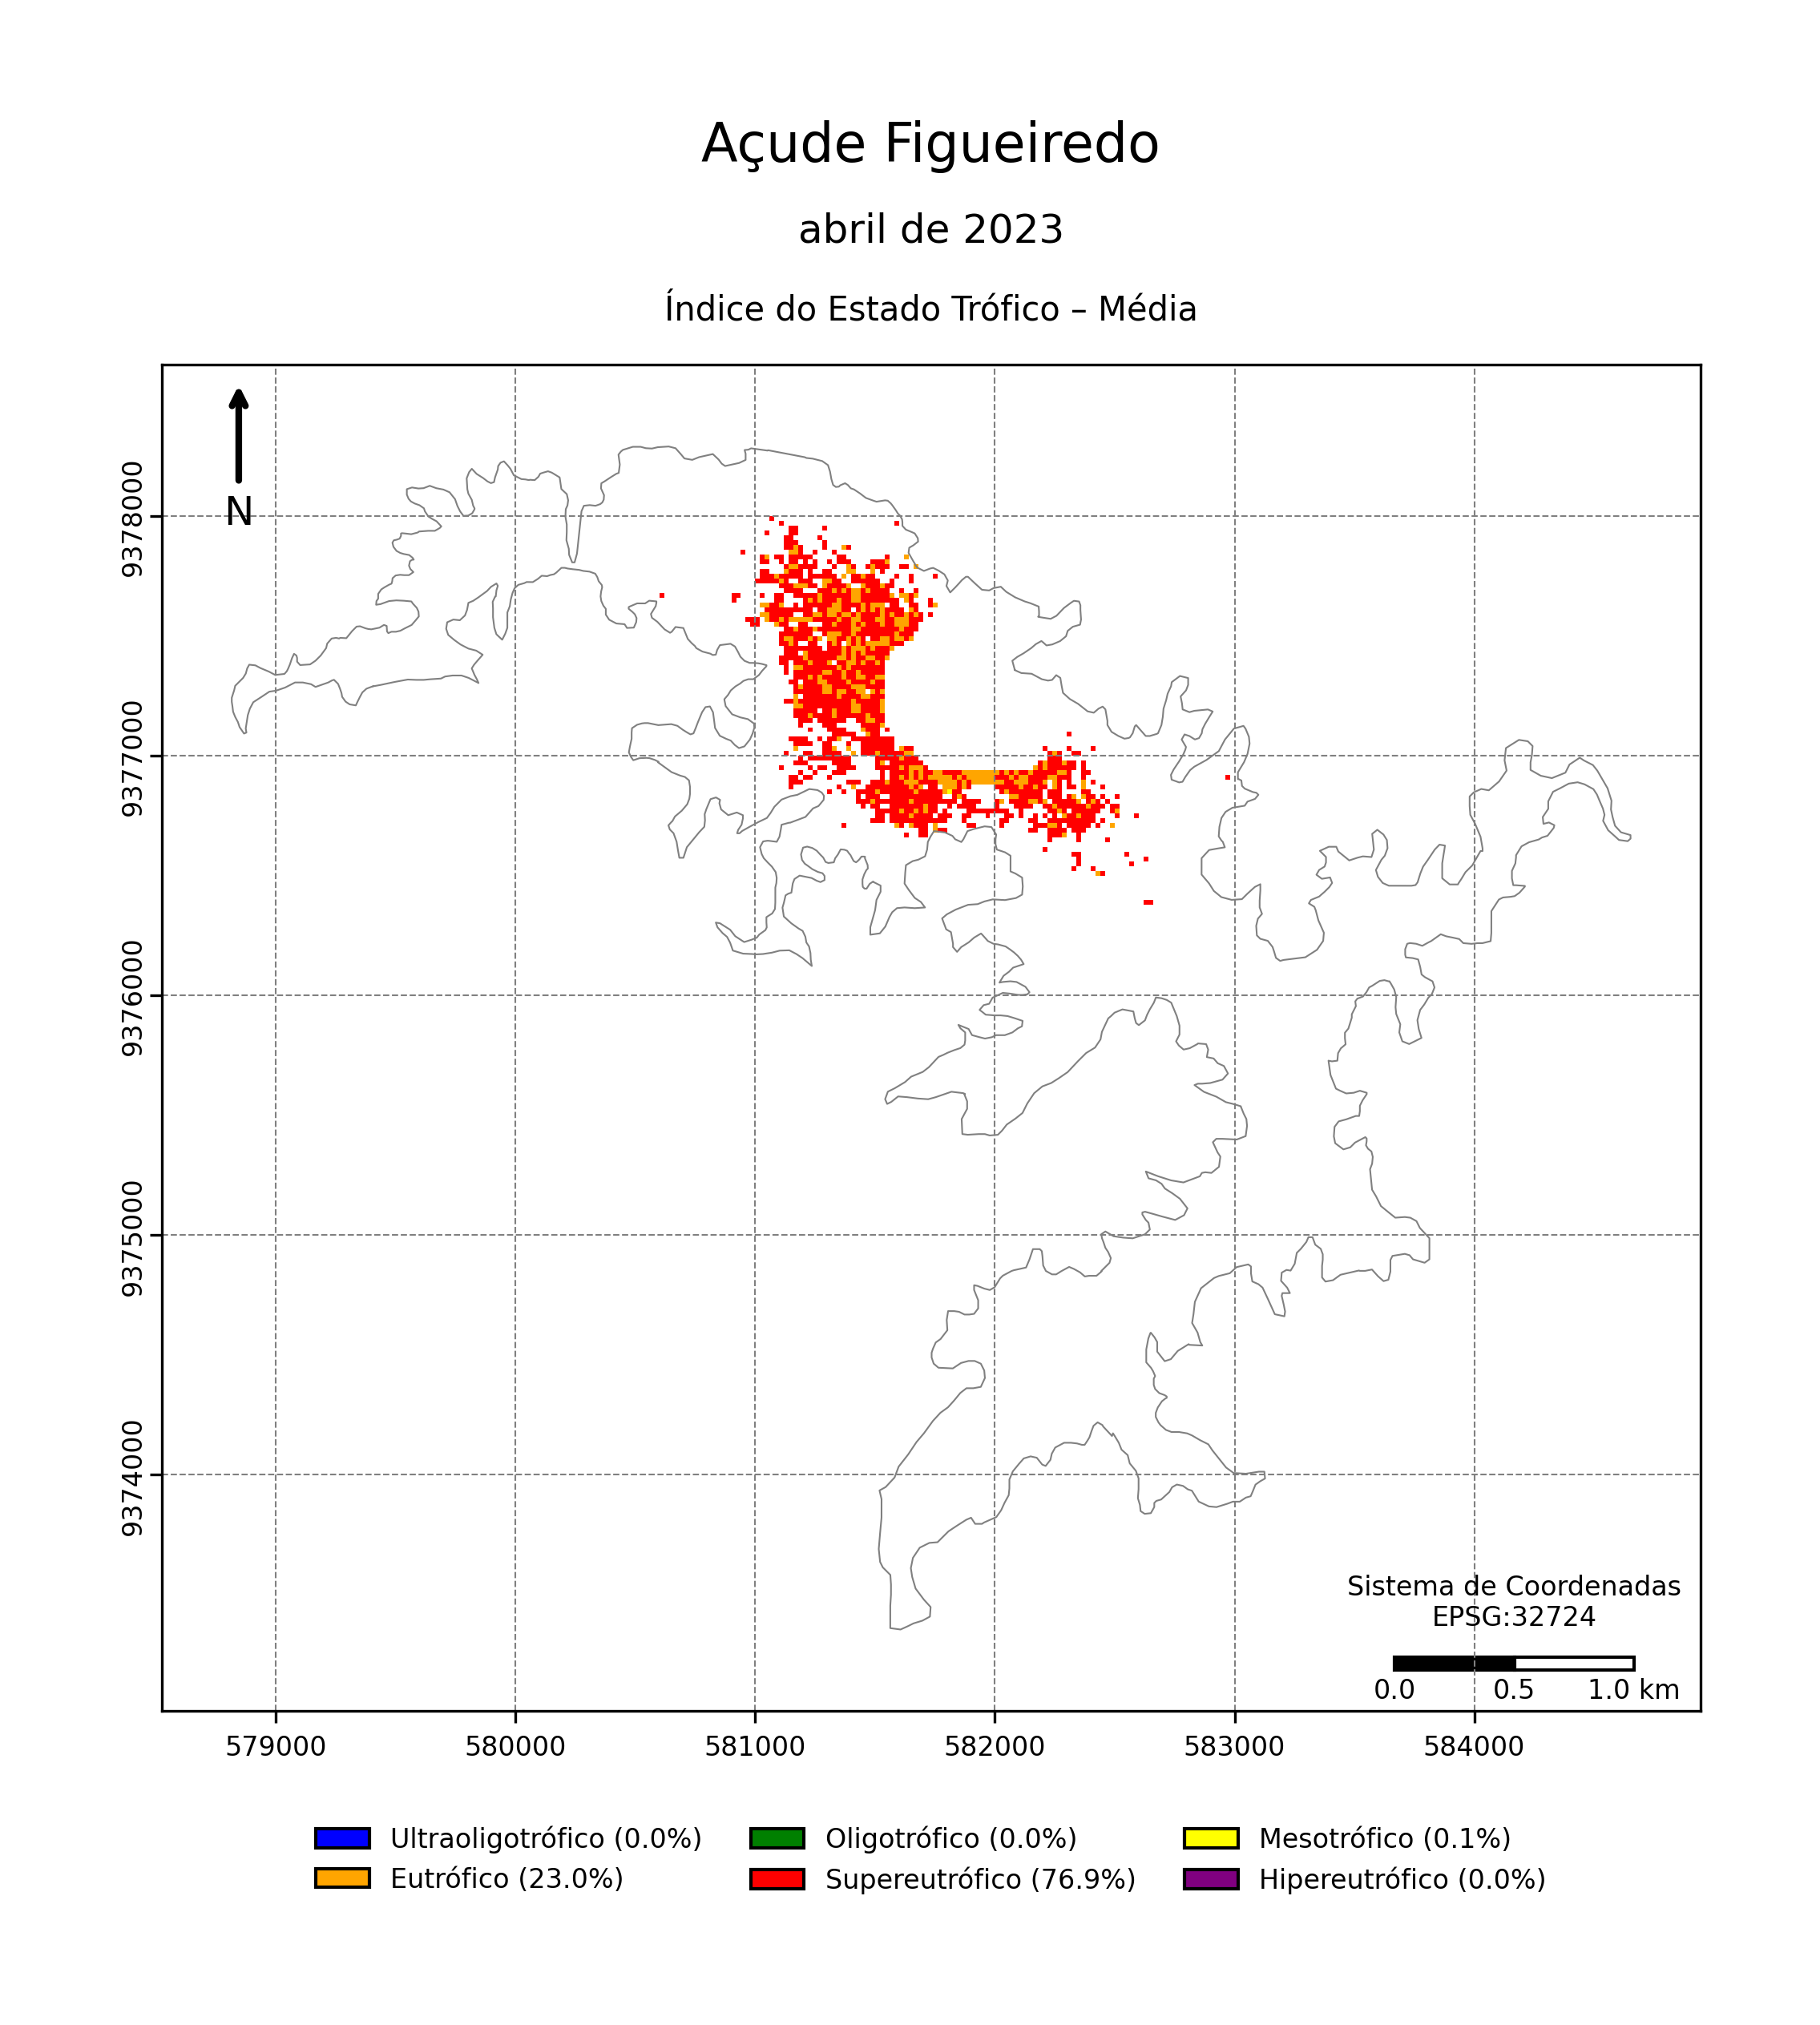 Açude Figueiredo
abril de 2023
Índice do Estado Trófico – Média
N
9378000
9377000
9376000
9375000
9374000
Sistema de Coordenadas
EPSG:32724
0.0 0.5 1.0 km
579000 580000 581000 582000 583000 584000
Ultraoligotrófico (0.0%) Oligotrófico (0.0%) Mesotrófico (0.1%)
Eutrófico (23.0%) Supereutrófico (76.9%) Hipereutrófico (0.0%)